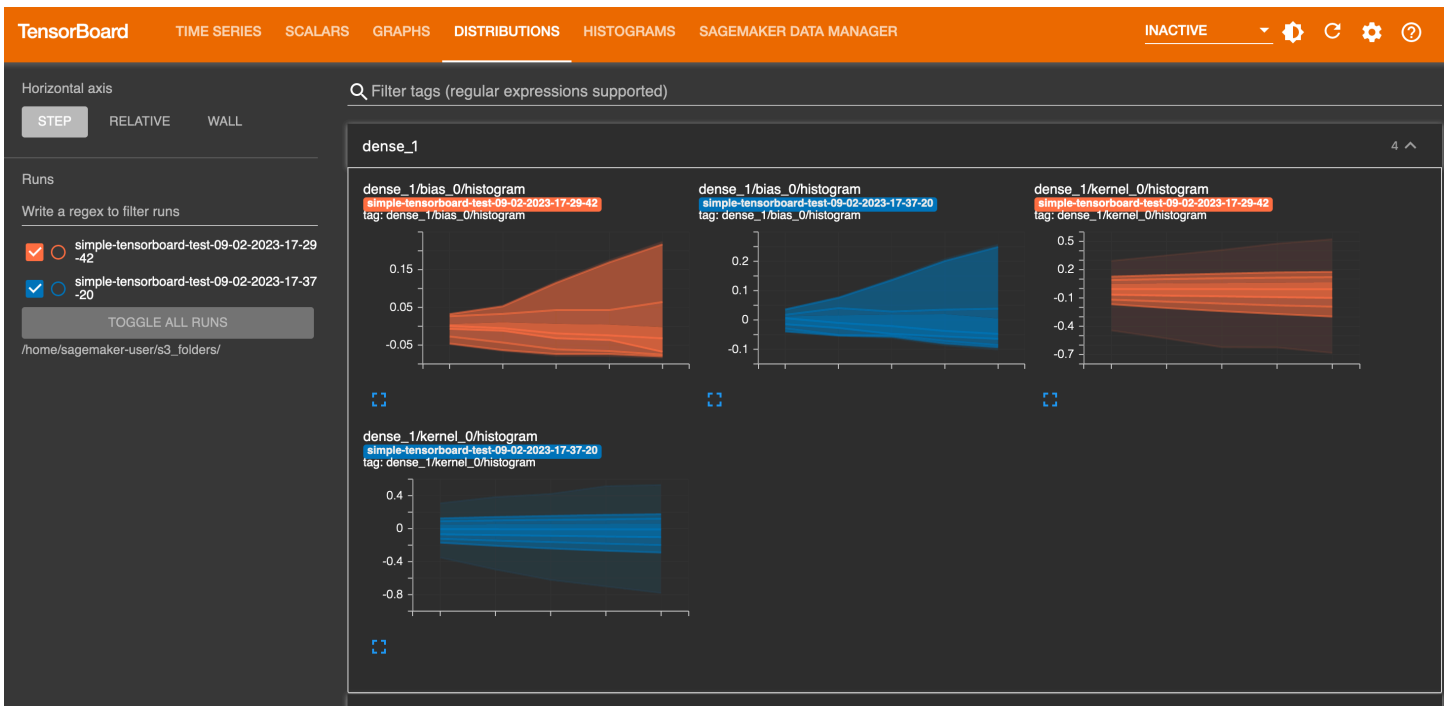 TensorBoard TIME SERIES SCALARS GRAPHS DISTRIBUTIONS HISTOGRAMS SAGEMAKER DATA MANAGER INACTIVE
Horizontal axis
STEP RELATIVE WALL
Runs
Write a regex to filter runs
simple-tensorboard-test-09-02-2023-17-29
-42
simple-tensorboard-test-09-02-2023-17-37
-20
TOGGLE ALL RUNS
/home/sagemaker-user/s3_folders/
Filter tags (regular expressions supported)
dense_1 4
dense_1/bias_0/histogram
simple-tensorboard-test-09-02-2023-17-29-42
tag: dense_1/bias_0/histogram
0.15
0.05
-0.05
dense_1/bias_0/histogram
simple-tensorboard-test-09-02-2023-17-37-20
tag: dense_1/bias_0/histogram
0.2
0.1
0
-0.1
dense_1/kernel_0/histogram
simple-tensorboard-test-09-02-2023-17-29-42
tag: dense_1/kernel_0/histogram
0.5
0.2
-0.1
-0.4
-0.7
dense_1/kernel_0/histogram
simple-tensorboard-test-09-02-2023-17-37-20
tag: dense_1/kernel_0/histogram
0.4
0
-0.4
-0.8